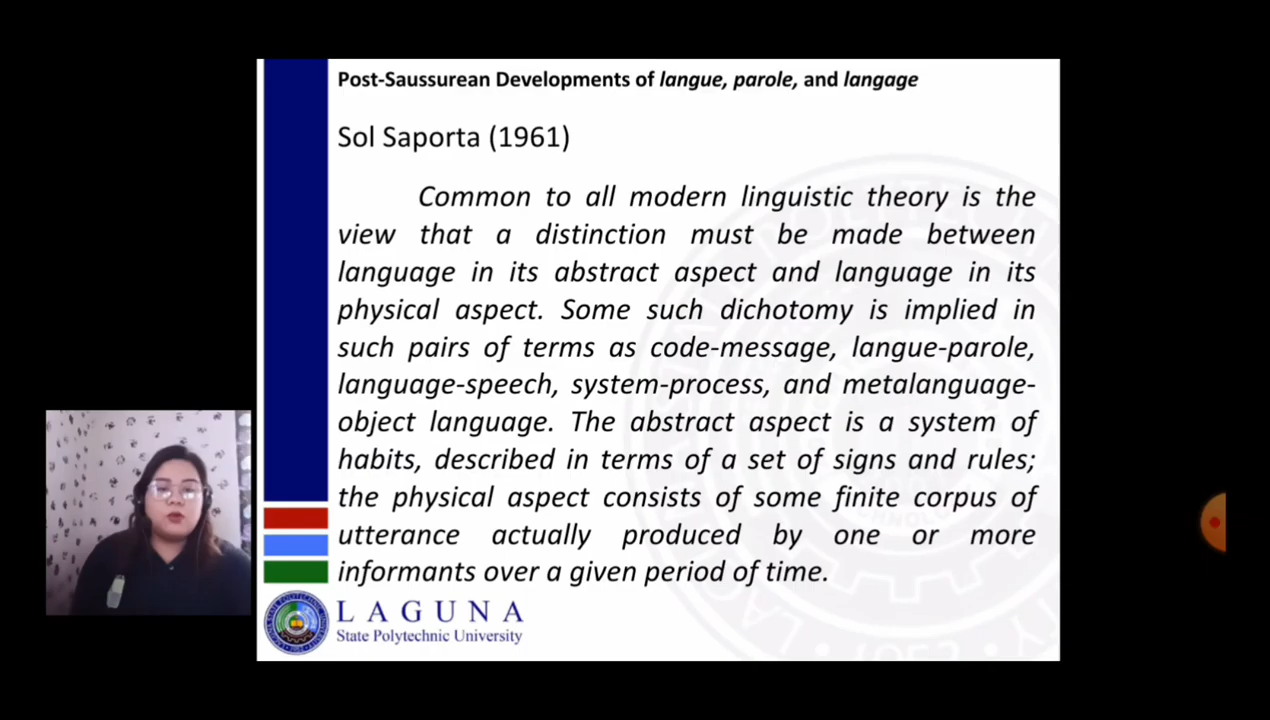 Post-Saussurean Developments of langue, parole, and langage
Sol Saporta (1961)
Common to all modern linguistic theory is the
view that a distinction must be made between
language in its abstract aspect and language in its
physical aspect. Some such dichotomy is implied in
such pairs of terms as code-message, langue-parole,
language-speech, system-process, and metalanguage-
object language. The abstract aspect is a system of
habits, described in terms of a set of signs and rules;
the physical aspect consists of some finite corpus of
utterance actually produced by one or more
informants over a given period of time.
LAGUNA
State Polytechnic University